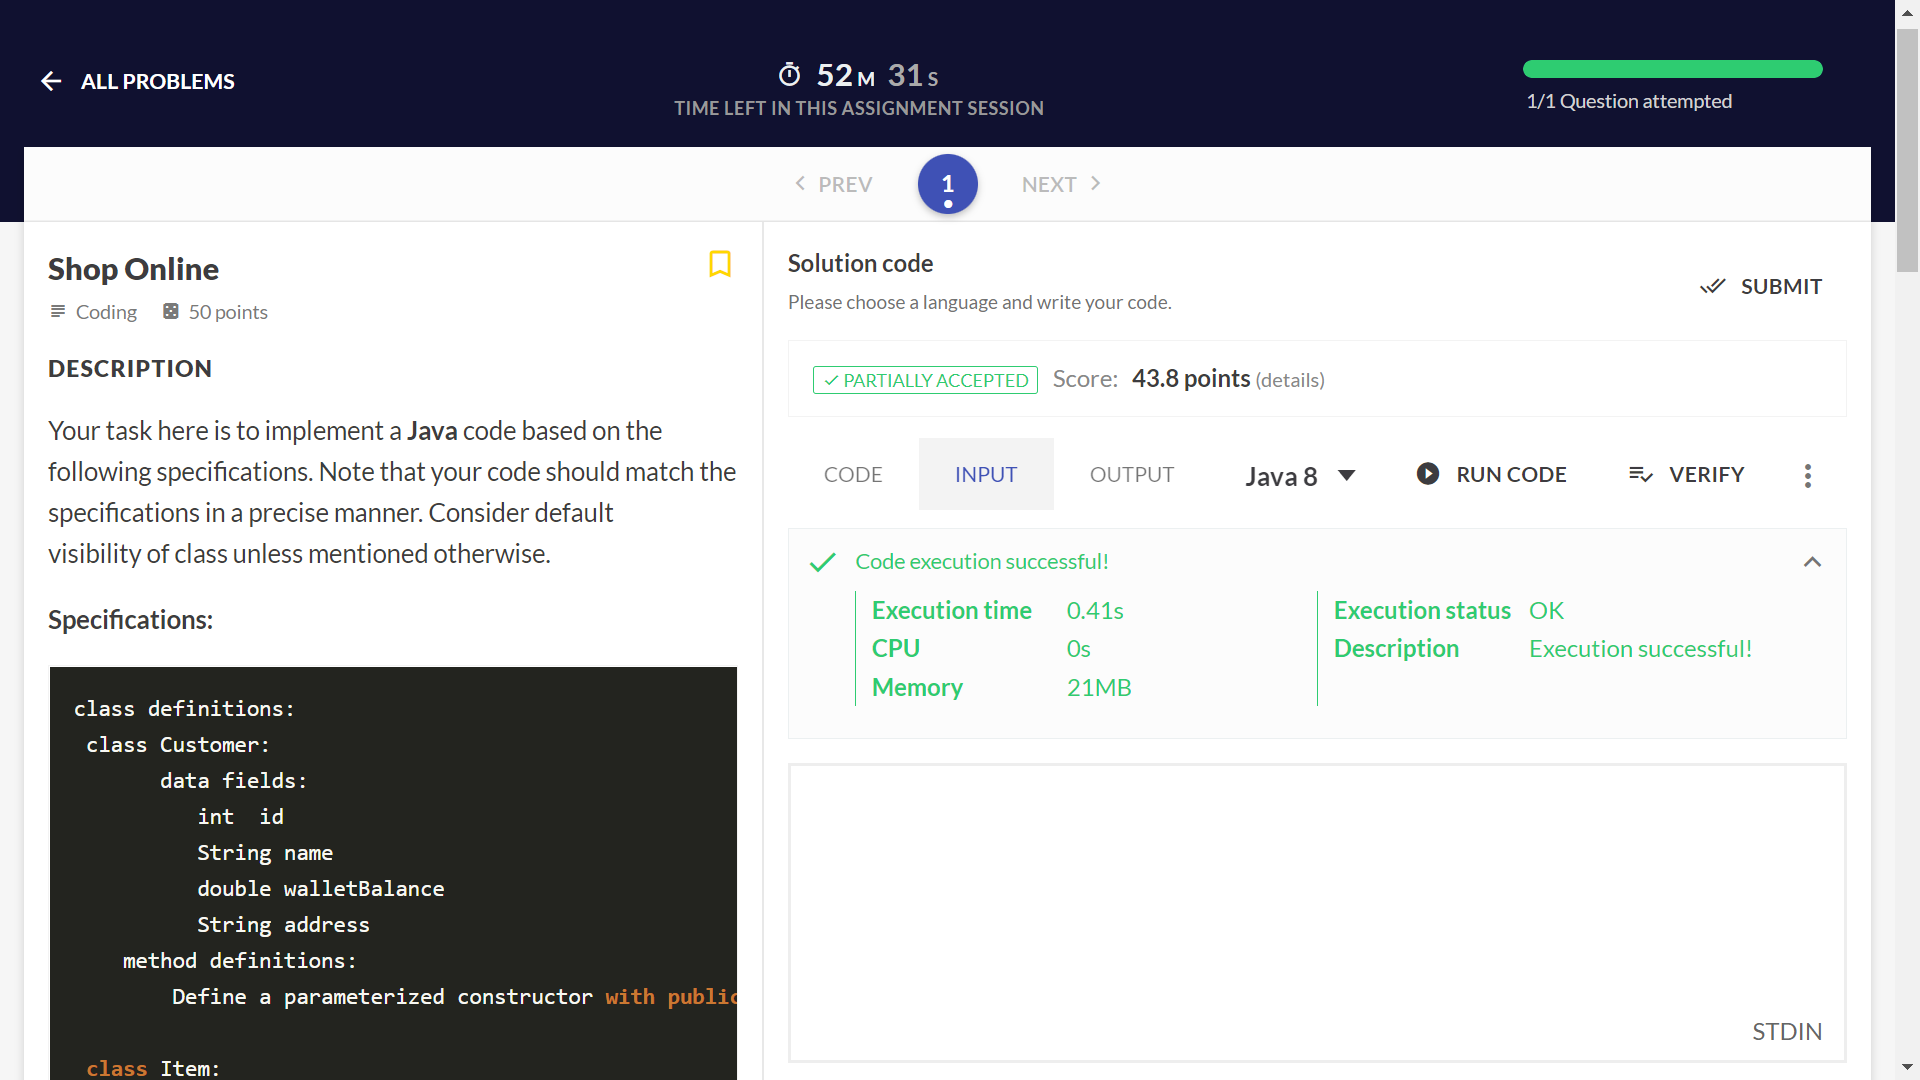 ALL PROBLEMS
52 M 31 S
TIME LEFT IN THIS ASSIGNMENT SESSION
1/1 Question attempted
PREV
1
NEXT
Shop Online
Coding 50 points
DESCRIPTION
Your task here is to implement a Java code based on the
following specifications. Note that your code should match the
specifications in a precise manner. Consider default
visibility of class unless mentioned otherwise.
Specifications:
class definitions:
class Customer:
data fields:
int  id
String name
double walletBalance
String address
method definitions:
Define a parameterized constructor with public
class Item:
Solution code
Please choose a language and write your code.
SUBMIT
PARTIALLY ACCEPTED Score: 43.8 points (details)
CODE INPUT OUTPUT Java 8 RUN CODE VERIFY
Code execution successful!
Execution time 0.41s
CPU 0s
Memory 21MB
Execution status OK
Description Execution successful!
STDIN